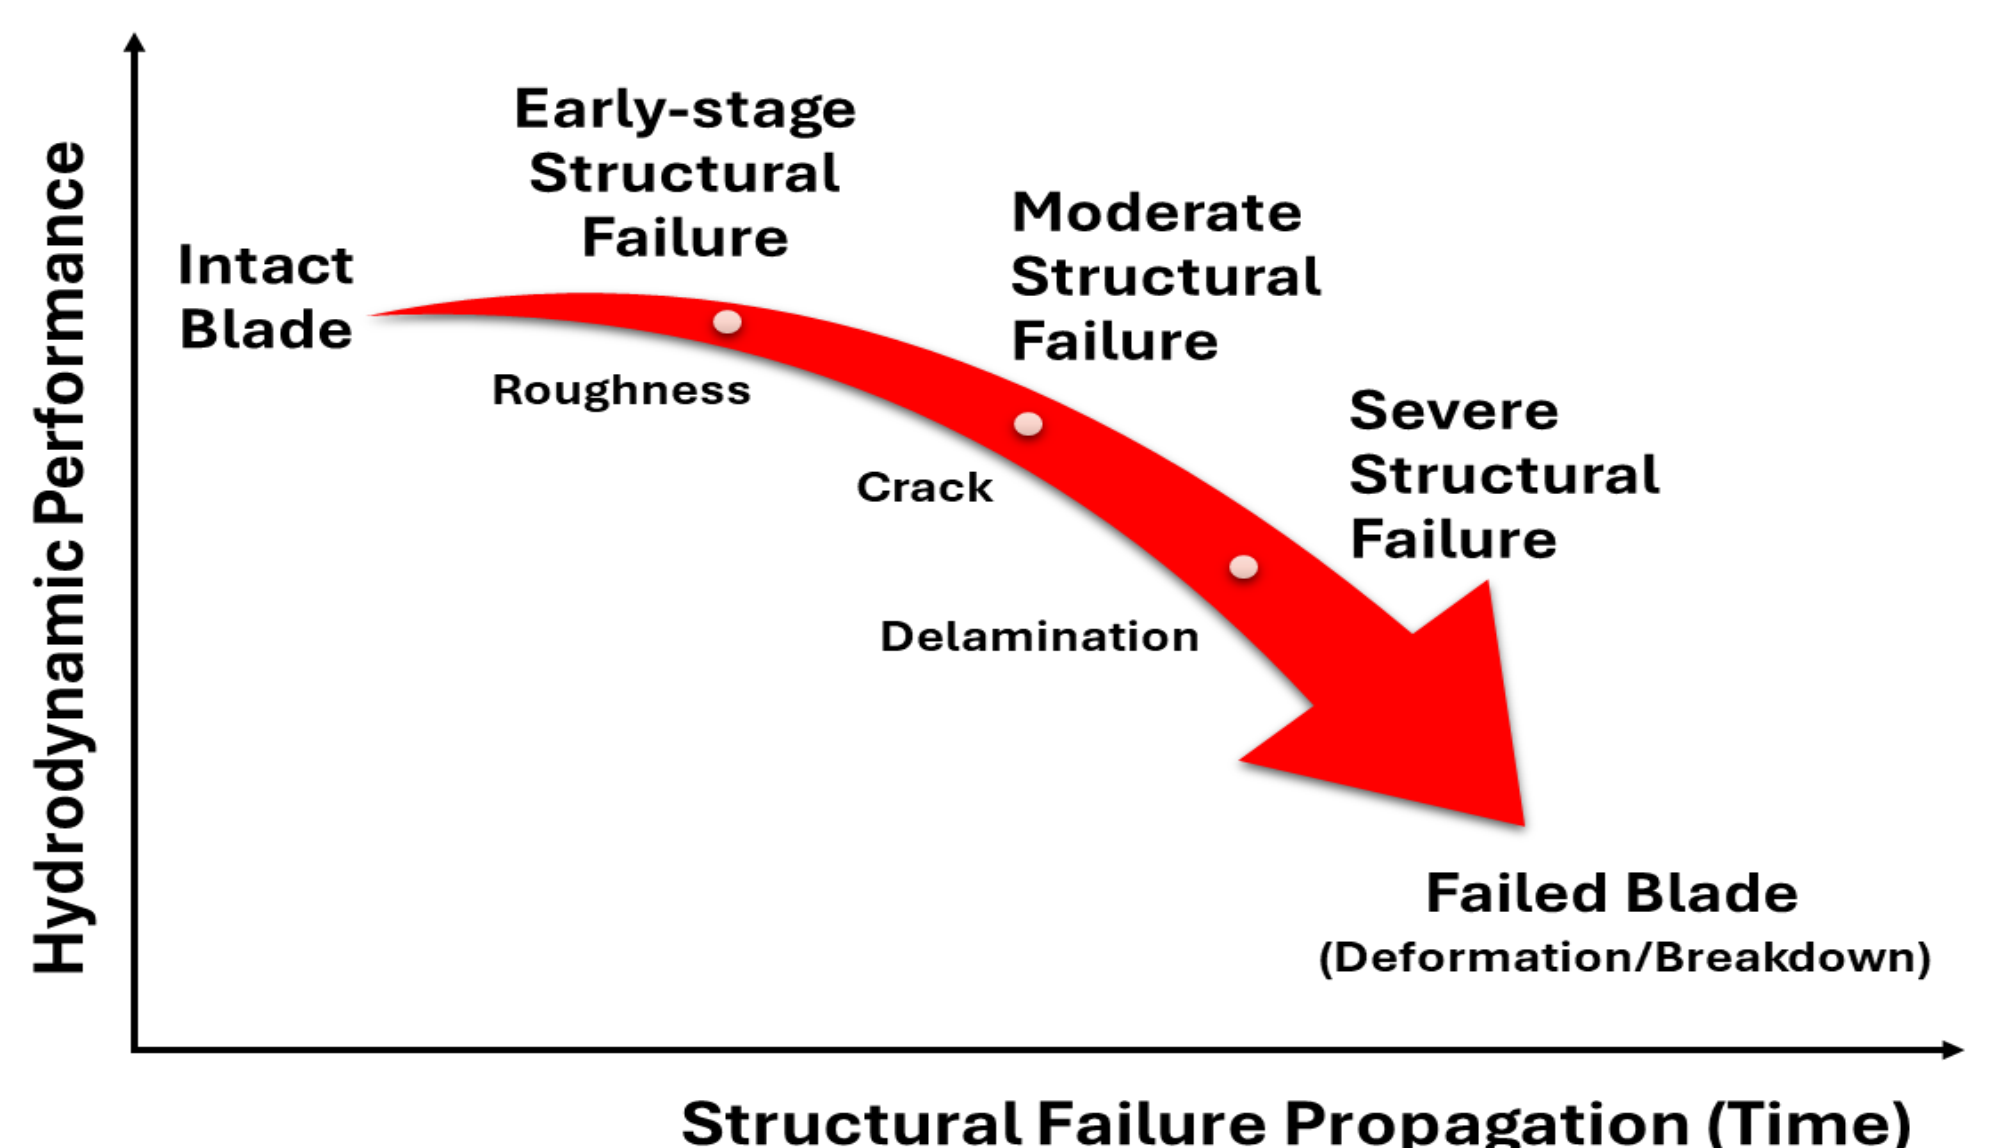 Hydrodynamic Performance
Intact
Blade
Early-stage
Structural
Failure
Roughness
Moderate
Structural
Failure
Crack
Severe
Structural
Failure
Delamination
Failed Blade
(Deformation/Breakdown)
Structural Failure Propagation (Time)